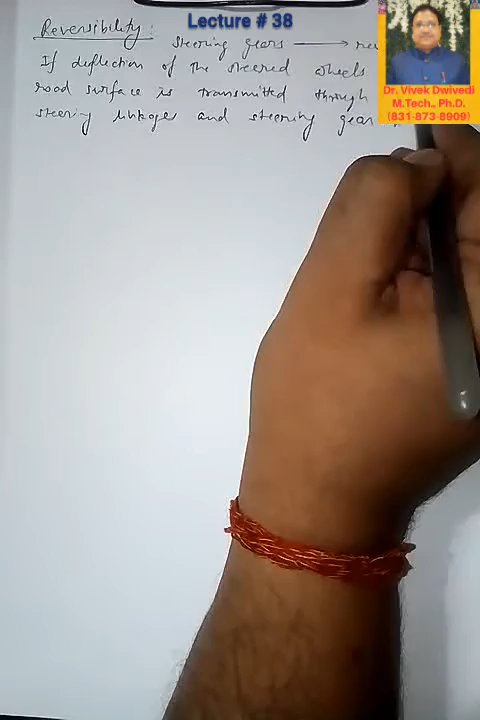 Lecture # 38
Reversibility : Steering gears → rev
If deflection of the steered wheels
road surface is transmitted through
steering linkages and steering gear
Dr. Vivek Dwivedi
M.Tech., Ph.D.
(831-873-8909)